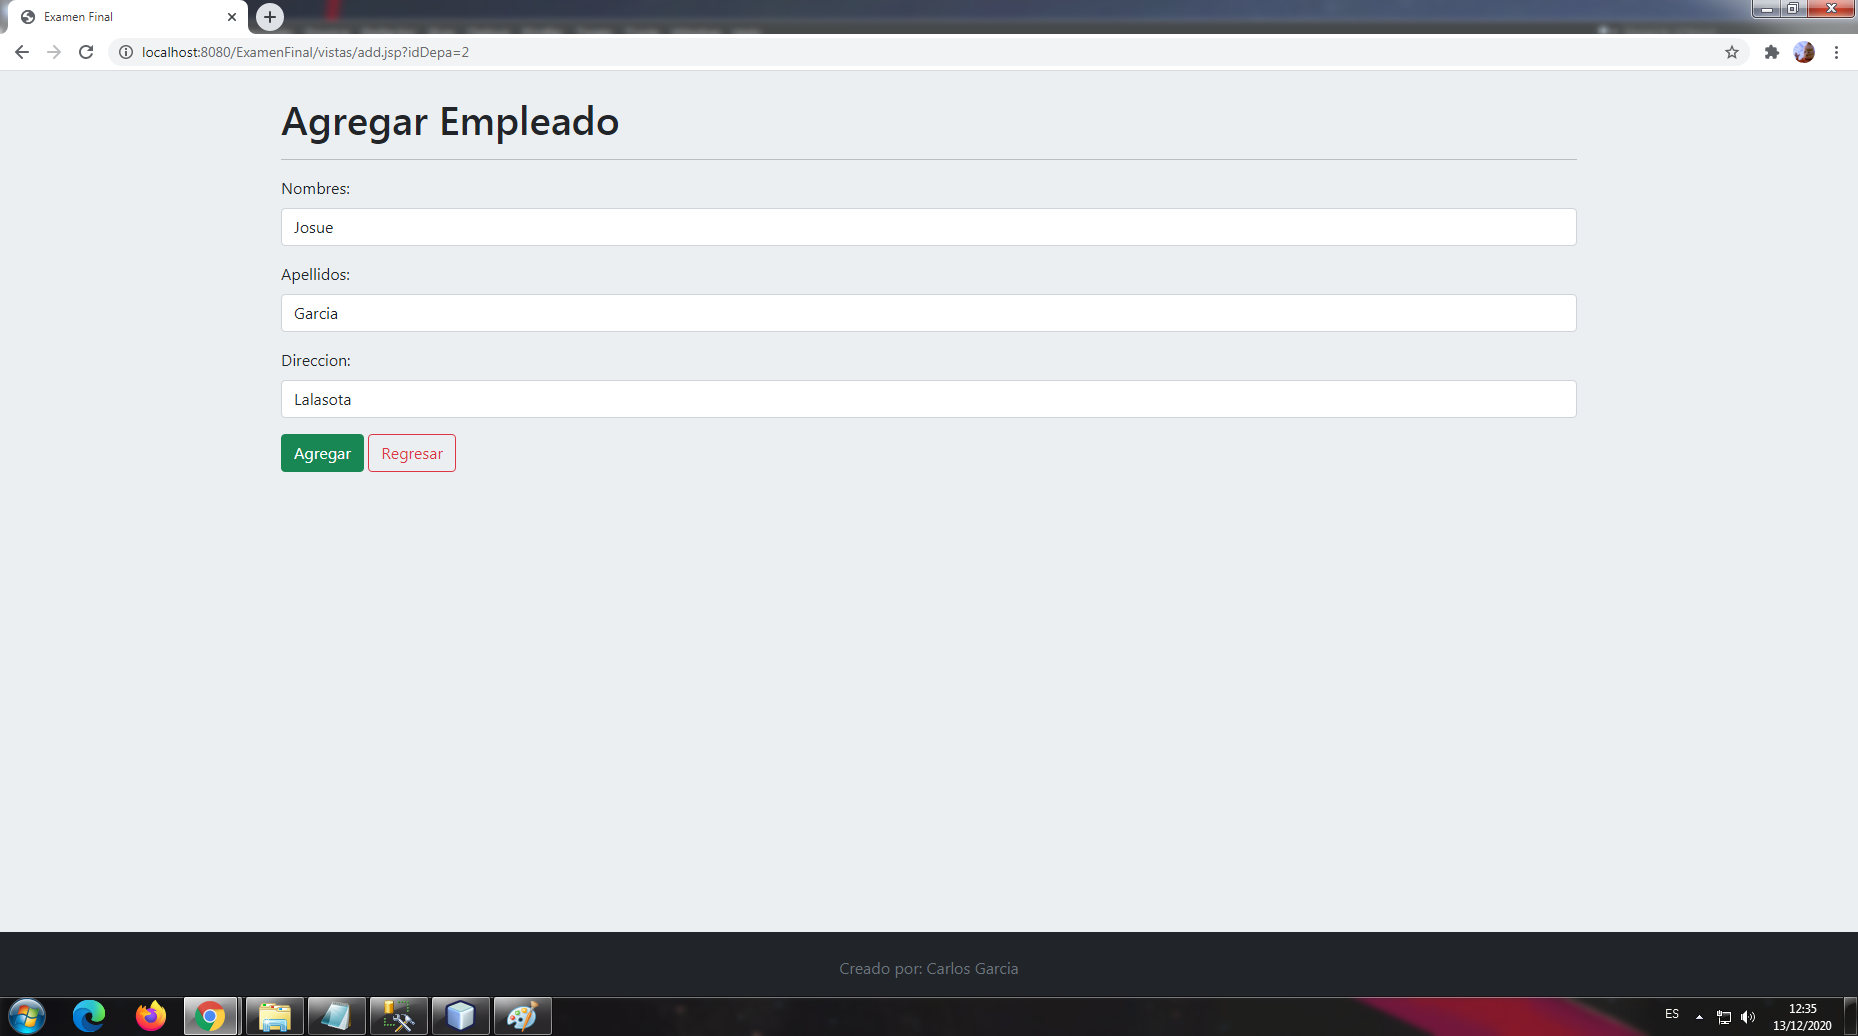 Examen Final
localhost:8080/ExamenFinal/vistas/add.jsp?idDepa=2
Agregar Empleado
Nombres:
Josue
Apellidos:
Garcia
Direccion:
Lalasota
Agregar Regresar
Creado por: Carlos Garcia
ES
12:35
13/12/2020